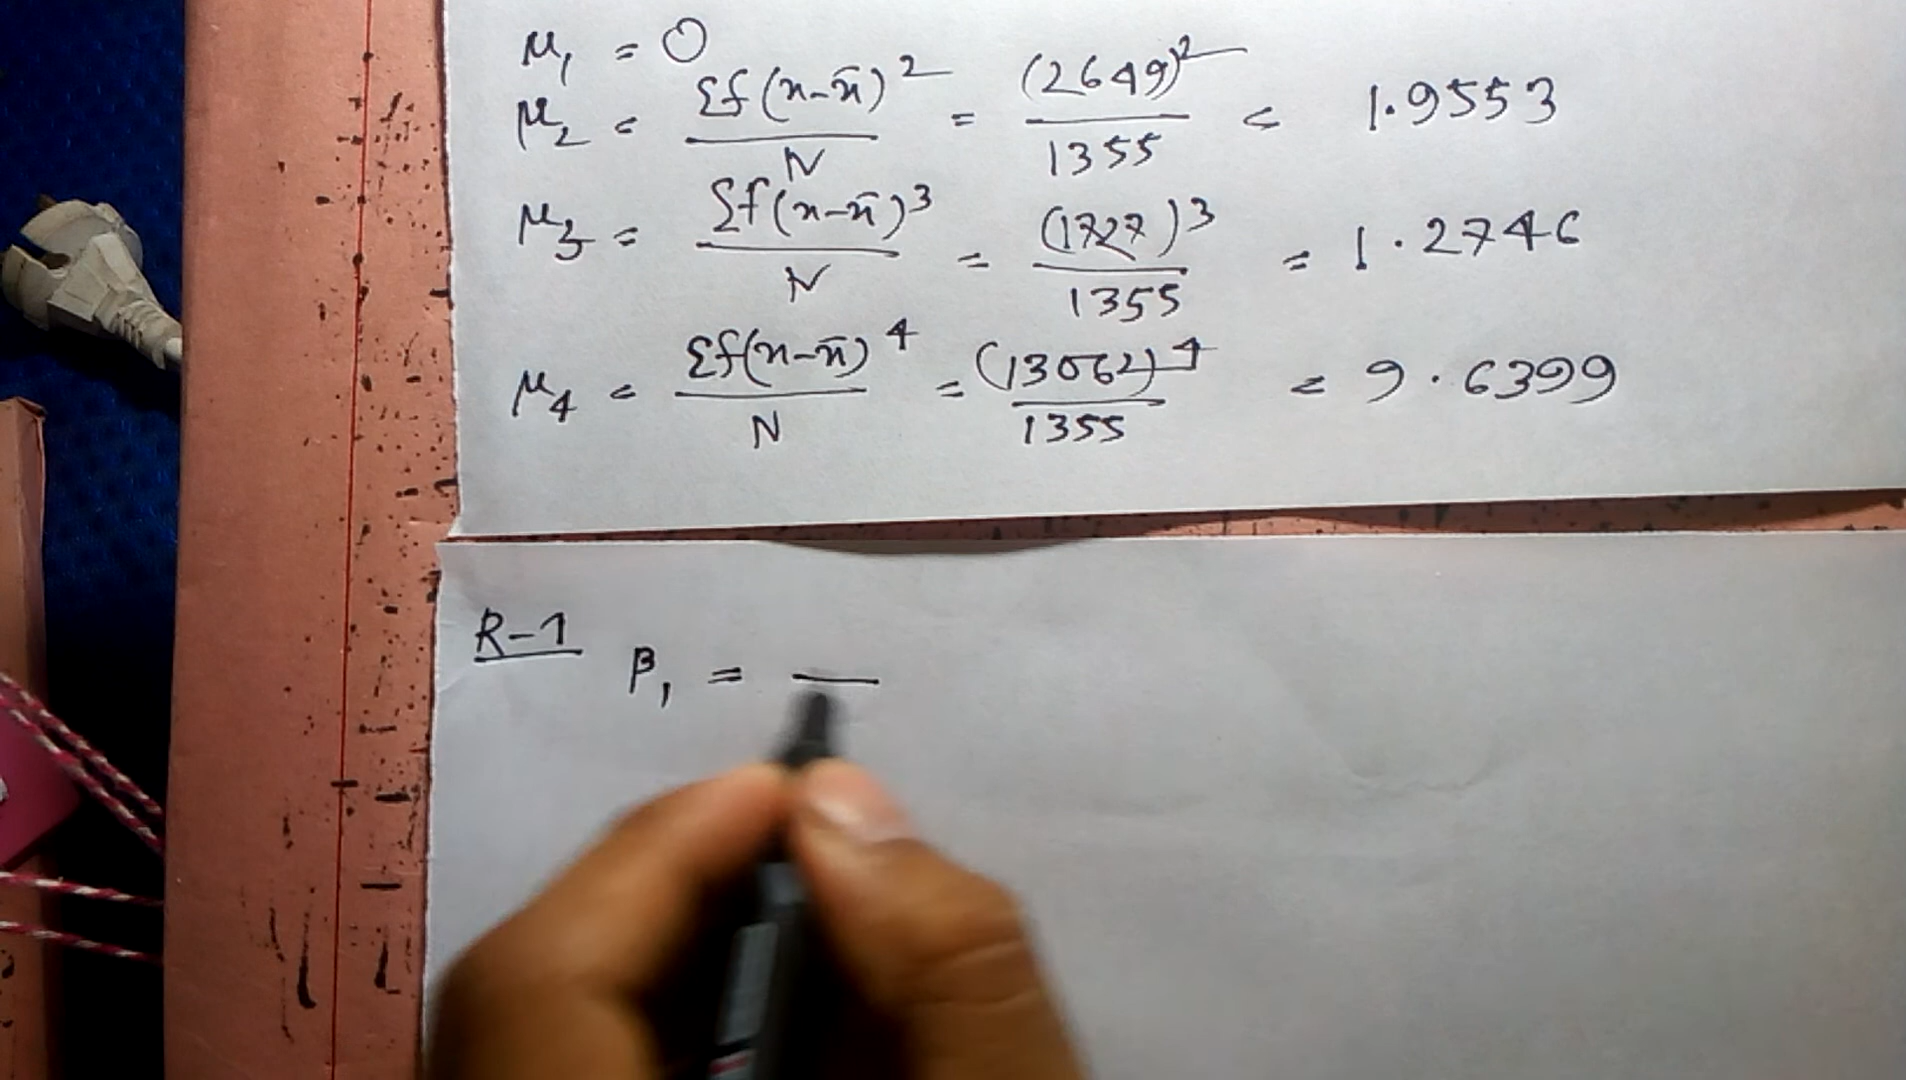 μ₁ = 0
μ₂ = Σf(x-x̄)² / N = (2649)² / 1355 = 1.9553
μ₃ = Σf(x-x̄)³ / N = (1727)³ / 1355 = 1.2746
μ₄ = Σf(x-x̄)⁴ / N = (13062)⁴ / 1355 = 9.6399
R-1 β₁ =